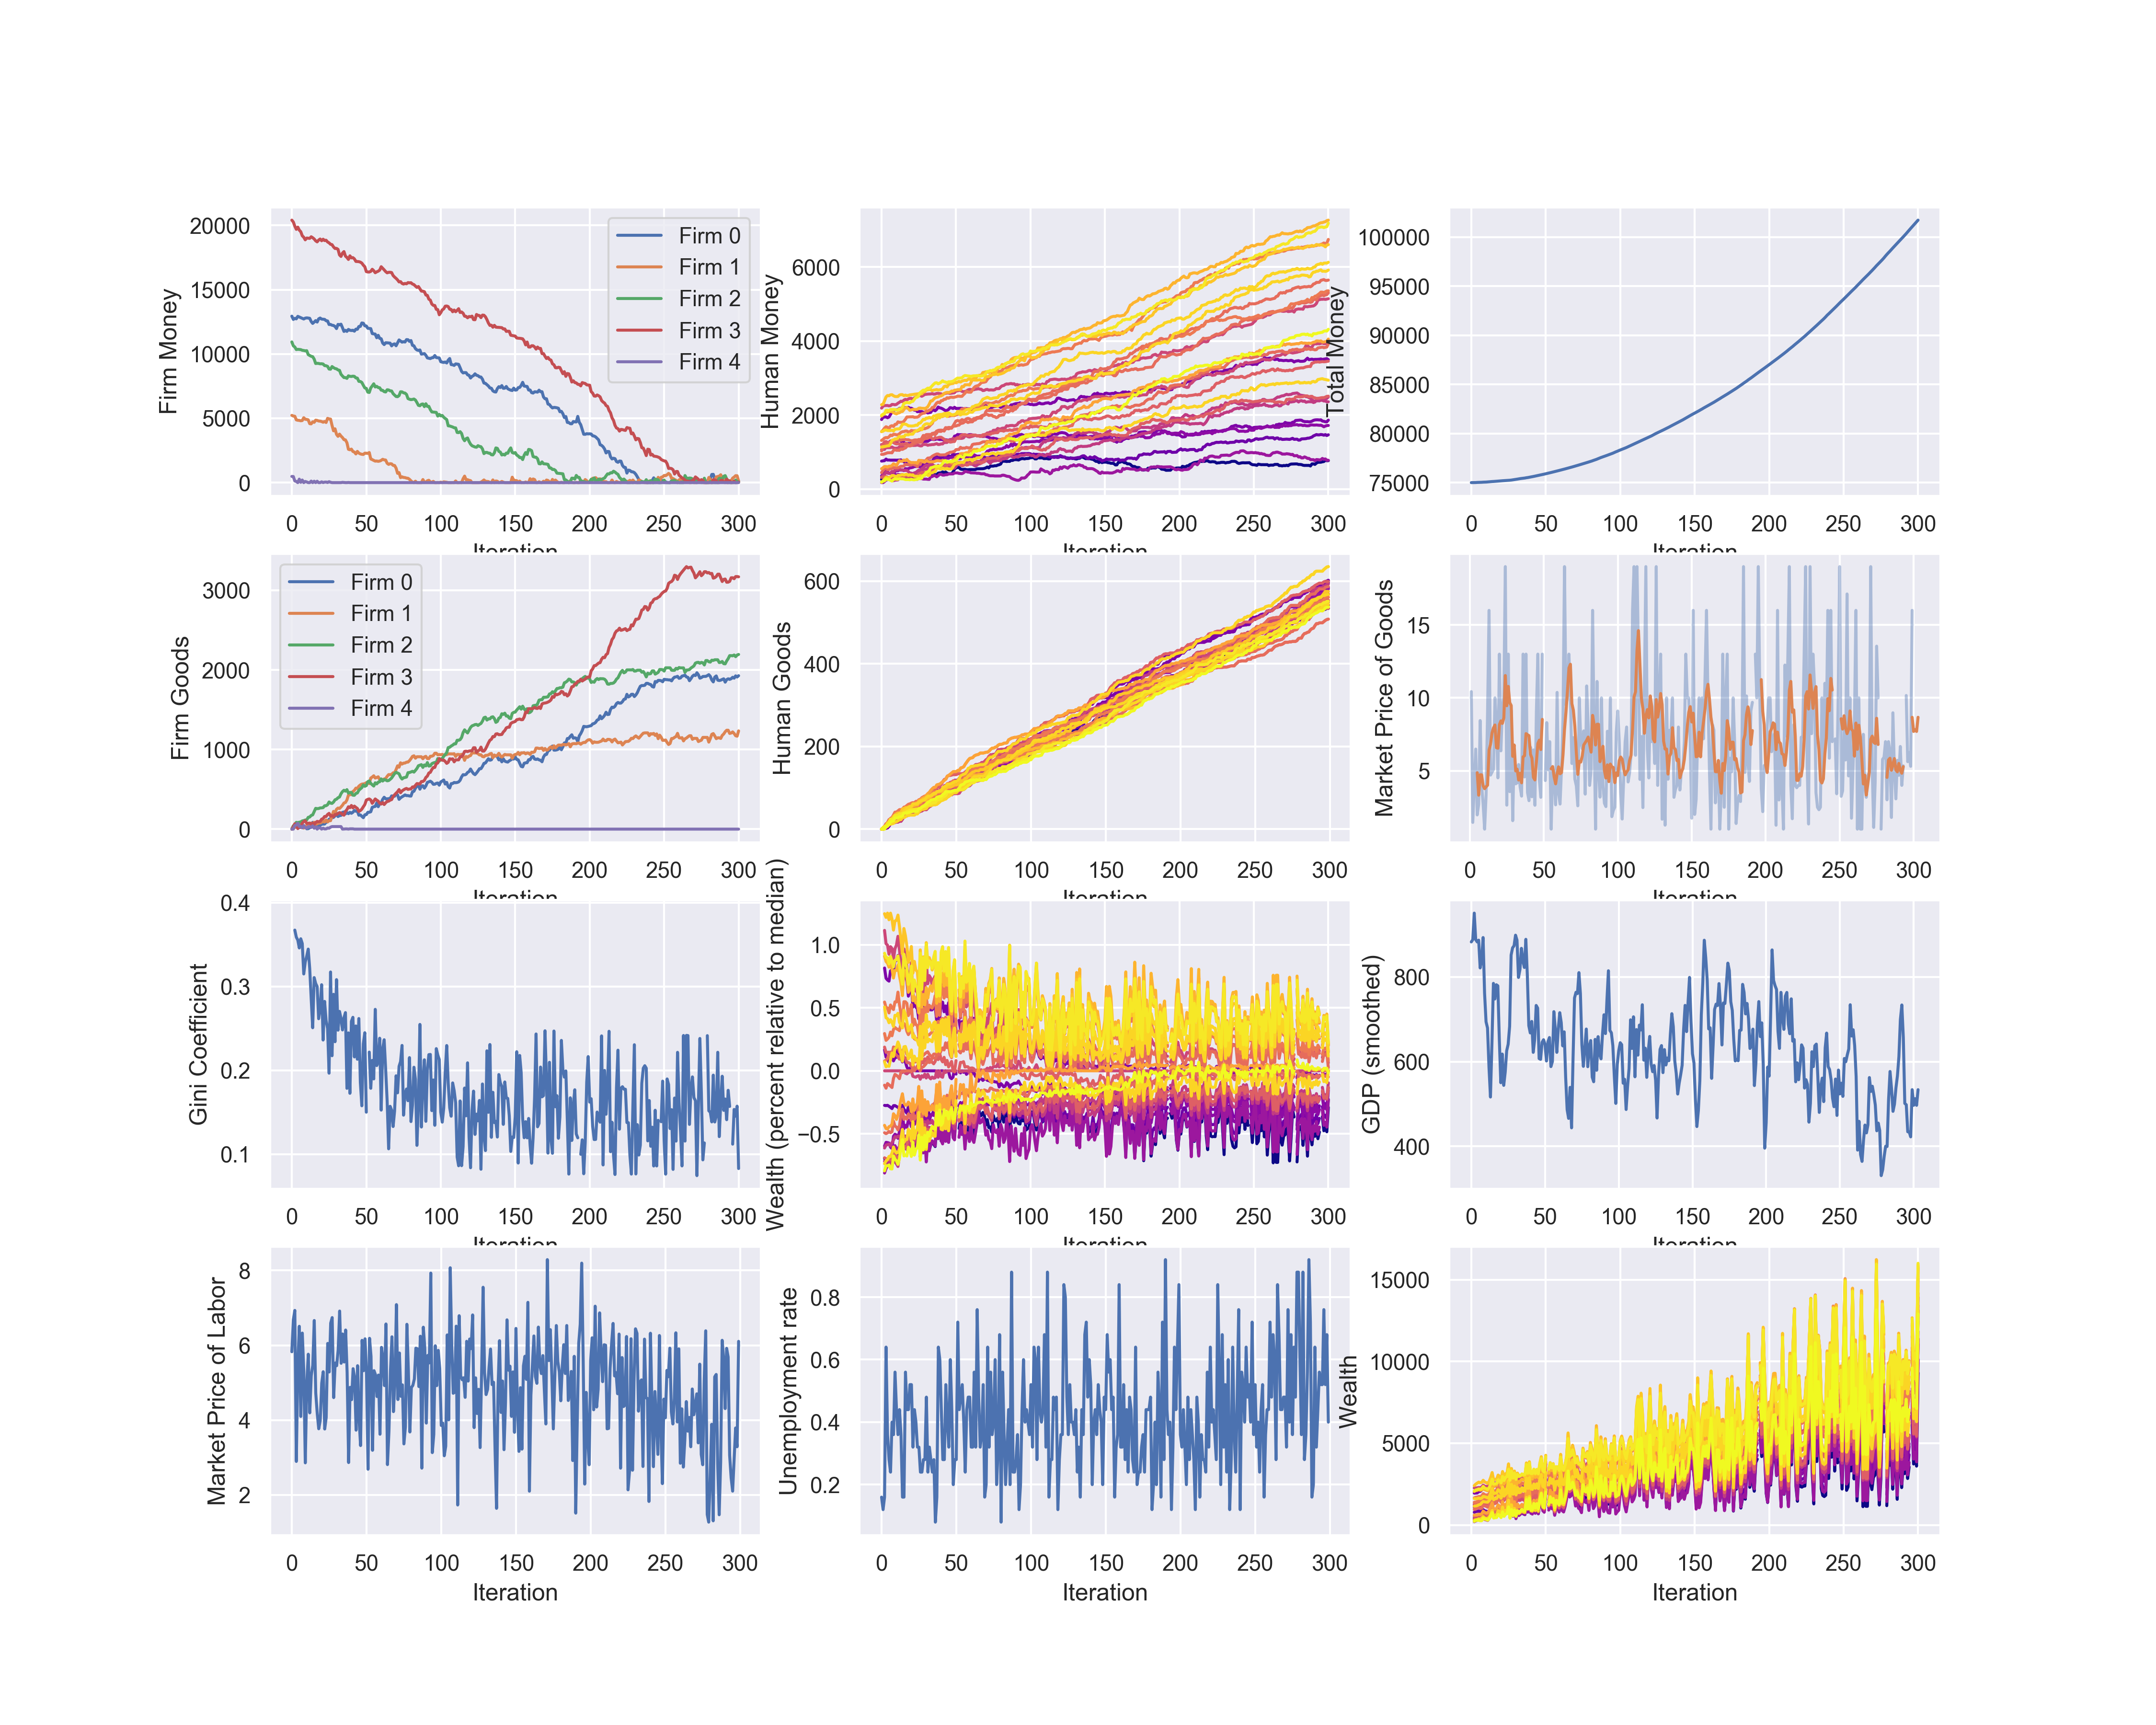 Firm Money
20000
15000
10000
5000
0
Firm 0
Firm 1
Firm 2
Firm 3
Firm 4
0 50 100 150 200 250 300
Iteration
Human Money
6000
4000
2000
0
0 50 100 150 200 250 300
Iteration
Total Money
100000
95000
90000
85000
80000
75000
0 50 100 150 200 250 300
Iteration
Firm Goods
3000
2000
1000
0
Firm 0
Firm 1
Firm 2
Firm 3
Firm 4
0 50 100 150 200 250 300
Iteration
Human Goods
600
400
200
0
0 50 100 150 200 250 300
Iteration
Market Price of Goods
15
10
5
0 50 100 150 200 250 300
Iteration
Gini Coefficient
0.4
0.3
0.2
0.1
0 50 100 150 200 250 300
Iteration
Wealth (percent relative to median)
1.0
0.5
0.0
−0.5
0 50 100 150 200 250 300
Iteration
GDP (smoothed)
800
600
400
0 50 100 150 200 250 300
Iteration
Market Price of Labor
8
6
4
2
0 50 100 150 200 250 300
Iteration
Unemployment rate
0.8
0.6
0.4
0.2
0 50 100 150 200 250 300
Iteration
Wealth
15000
10000
5000
0
0 50 100 150 200 250 300
Iteration